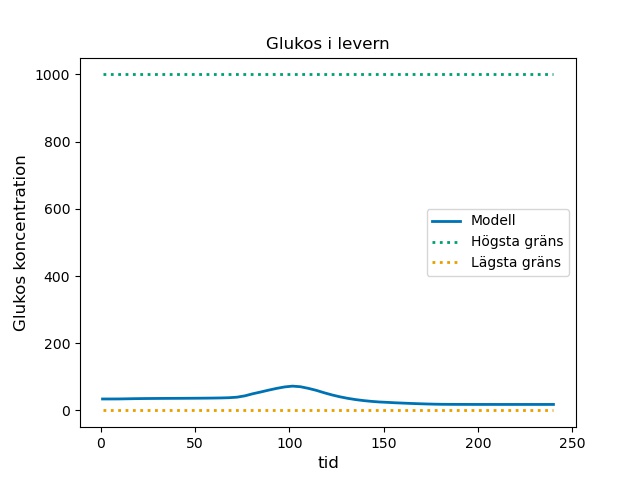 Glukos i levern
Glukos koncentration
1000
800
600
400
200
0
Modell
Högsta gräns
Lägsta gräns
0 50 100 150 200 250
tid